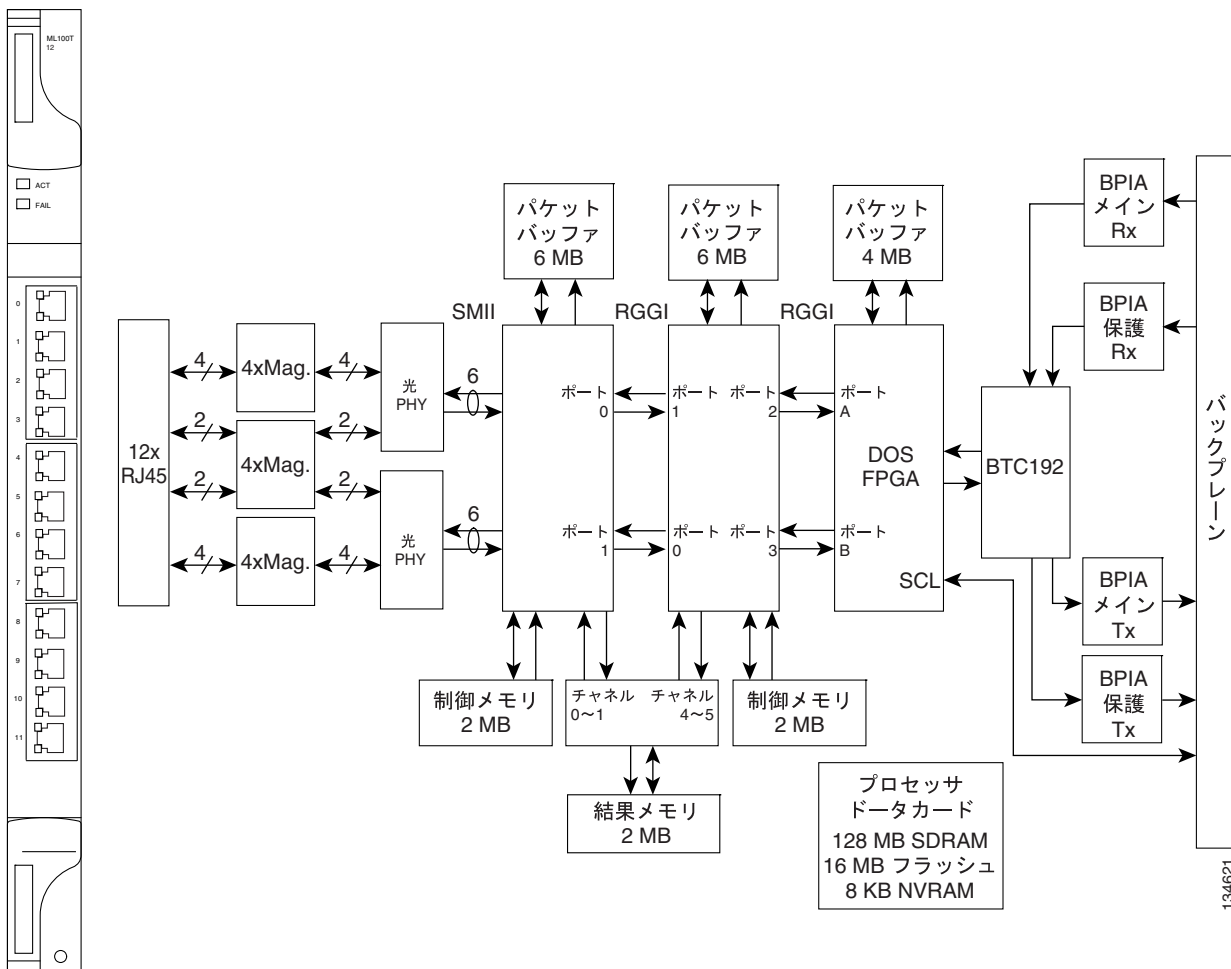 ML100T
12
ACT
FAIL
0
1
2
3
4
5
6
7
8
9
10
11
12x
RJ45
4
2
2
4
4xMag.
4xMag.
4xMag.
4
2
2
4
光
PHY
光
PHY
6
6
SMII
パケット
バッファ
6 MB
RGGI
パケット
バッファ
6 MB
RGGI
パケット
バッファ
4 MB
ポート
0
ポート
1
ポート
1
ポート
0
ポート
2
ポート
3
ポート
A
ポート
B
DOS
FPGA
SCL
BTC192
BPIA
メイン
Rx
BPIA
保護
Rx
BPIA
メイン
Tx
BPIA
保護
Tx
バックプレーン
制御メモリ
2 MB
チャネル
0～1
チャネル
4～5
制御メモリ
2 MB
結果メモリ
2 MB
プロセッサ
ドータカード
128 MB SDRAM
16 MB フラッシュ
8 KB NVRAM
134621